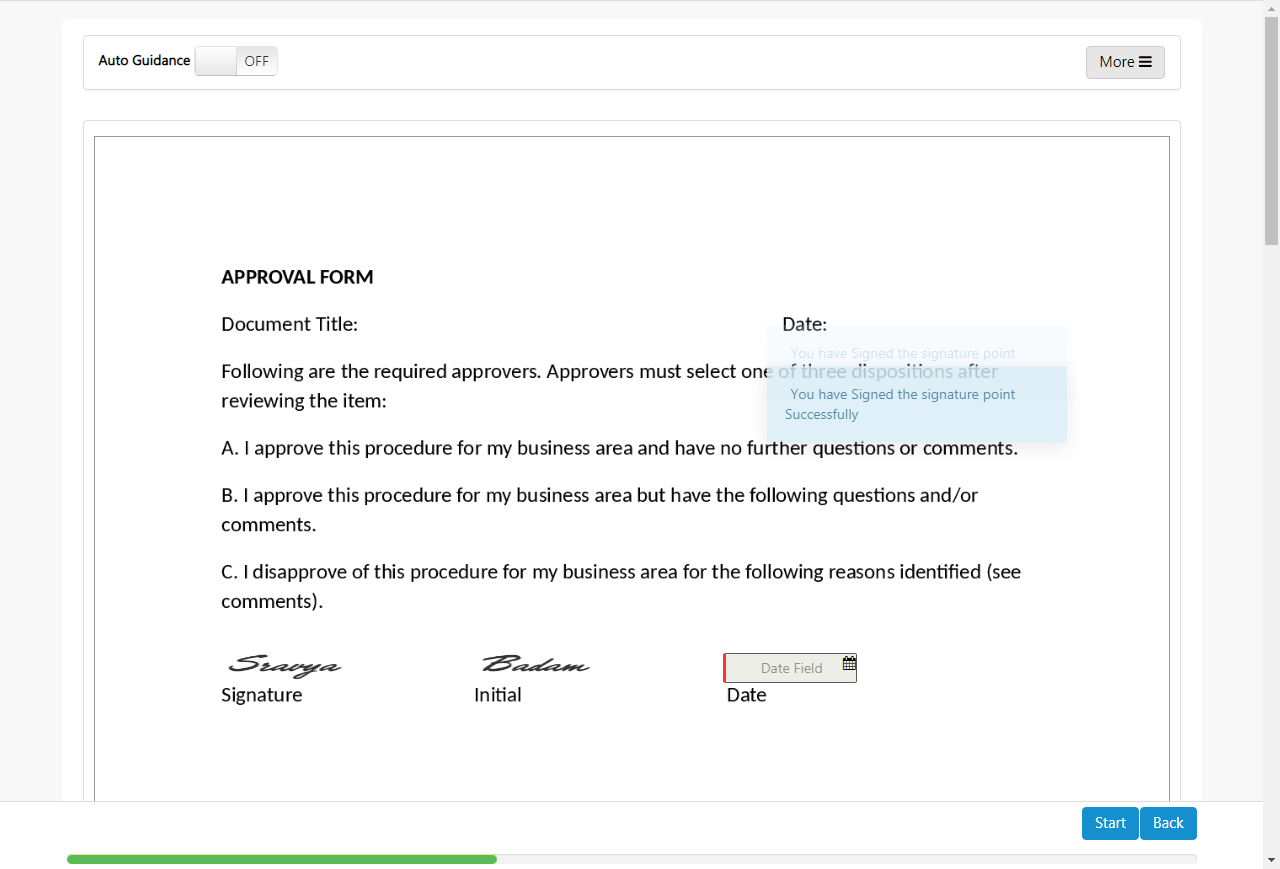 Auto Guidance OFF More
APPROVAL FORM
Document Title: Date:
You have Signed the signature point
Following are the required approvers. Approvers must select one of three dispositions after
You have Signed the signature point
reviewing the item:
Successfully
A. I approve this procedure for my business area and have no further questions or comments.
B. I approve this procedure for my business area but have the following questions and/or
comments.
C. I disapprove of this procedure for my business area for the following reasons identified (see
comments).
Sravya Badam Date Field
Signature Initial Date
Start Back